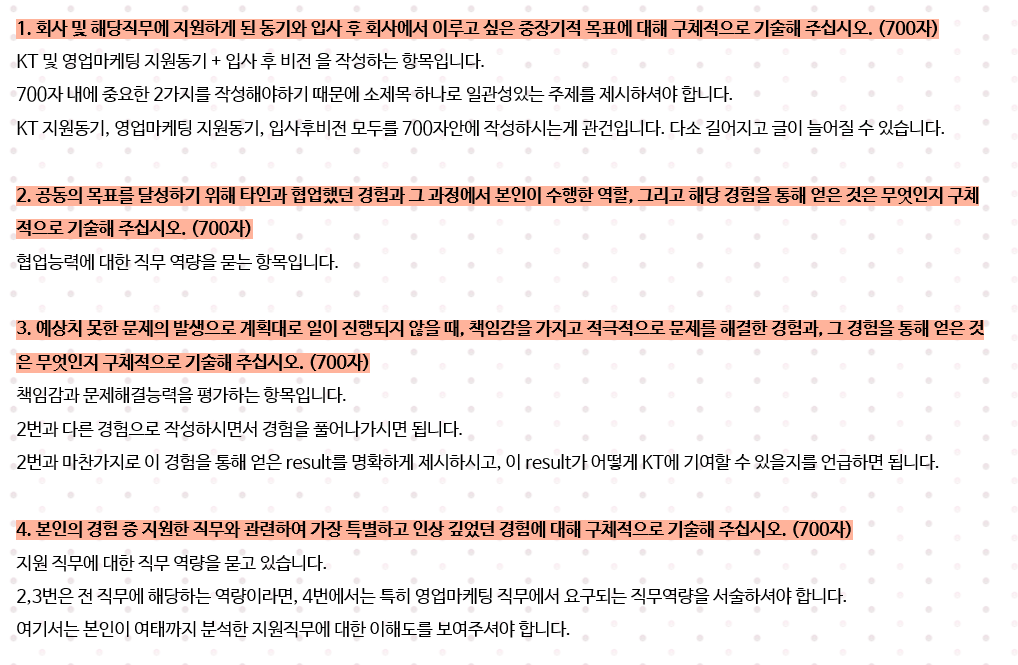 1. 회사 및 해당직무에 지원하게 된 동기와 입사 후 회사에서 이루고 싶은 중장기적 목표에 대해 구체적으로 기술해 주십시오. (700자)
KT 및 영업마케팅 지원동기 + 입사 후 비전 을 작성하는 항목입니다.
700자 내에 중요한 2가지를 작성해야하기 때문에 소제목 하나로 일관성있는 주제를 제시하셔야 합니다.
KT 지원동기, 영업마케팅 지원동기, 입사후비전 모두를 700자안에 작성하시는게 관건입니다. 다소 길어지고 글이 늘어질 수 있습니다.
2. 공동의 목표를 달성하기 위해 타인과 협업했던 경험과 그 과정에서 본인이 수행한 역할, 그리고 해당 경험을 통해 얻은 것은 무엇인지 구체
적으로 기술해 주십시오. (700자)
협업능력에 대한 직무 역량을 묻는 항목입니다.
3. 예상치 못한 문제의 발생으로 계획대로 일이 진행되지 않을 때, 책임감을 가지고 적극적으로 문제를 해결한 경험과, 그 경험을 통해 얻은 것
은 무엇인지 구체적으로 기술해 주십시오. (700자)
책임감과 문제해결능력을 평가하는 항목입니다.
2번과 다른 경험으로 작성하시면서 경험을 풀어나가시면 됩니다.
2번과 마찬가지로 이 경험을 통해 얻은 result를 명확하게 제시하시고, 이 result가 어떻게 KT에 기여할 수 있을지를 언급하면 됩니다.
4. 본인의 경험 중 지원한 직무와 관련하여 가장 특별하고 인상 깊었던 경험에 대해 구체적으로 기술해 주십시오. (700자)
지원 직무에 대한 직무 역량을 묻고 있습니다.
2,3번은 전 직무에 해당하는 역량이라면, 4번에서는 특히 영업마케팅 직무에서 요구되는 직무역량을 서술하셔야 합니다.
여기서는 본인이 여태까지 분석한 지원직무에 대한 이해도를 보여주셔야 합니다.